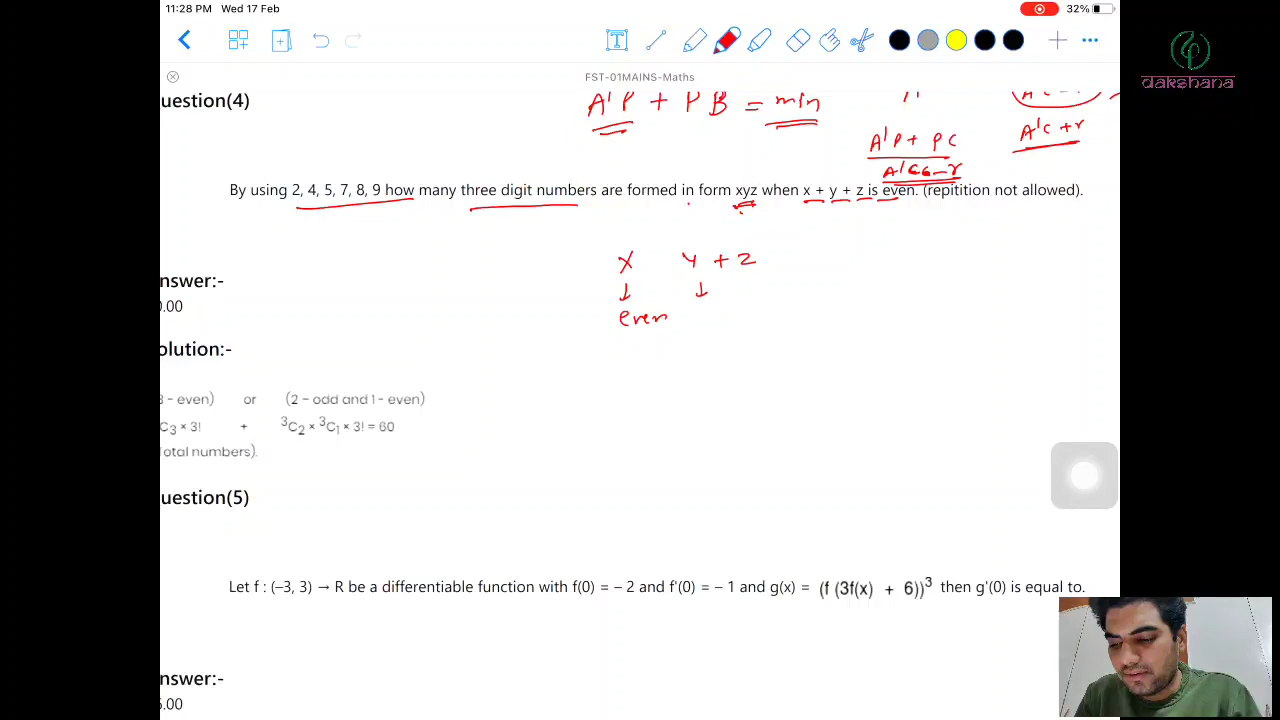 11:28 PM Wed 17 Feb
32%
FST-01MAINS-Maths
dakshana
uestion(4)
A'P + PB = min
A'P + PC
A'C + r
By using 2, 4, 5, 7, 8, 9 how many three digit numbers are formed in form xyz when x + y + z is even. (reptition not allowed).
x y + z
↓ ↓
even
nswer:-
0.00
olution:-
3 - even) or (2 - odd and 1 - even)
C₃ × 3! + ³C₂ × ³C₁ × 3! = 60
otal numbers).
uestion(5)
Let f : (–3, 3) → R be a differentiable function with f(0) = – 2 and f'(0) = – 1 and g(x) = (f (3f(x) + 6))³ then g'(0) is equal to.
nswer:-
6.00